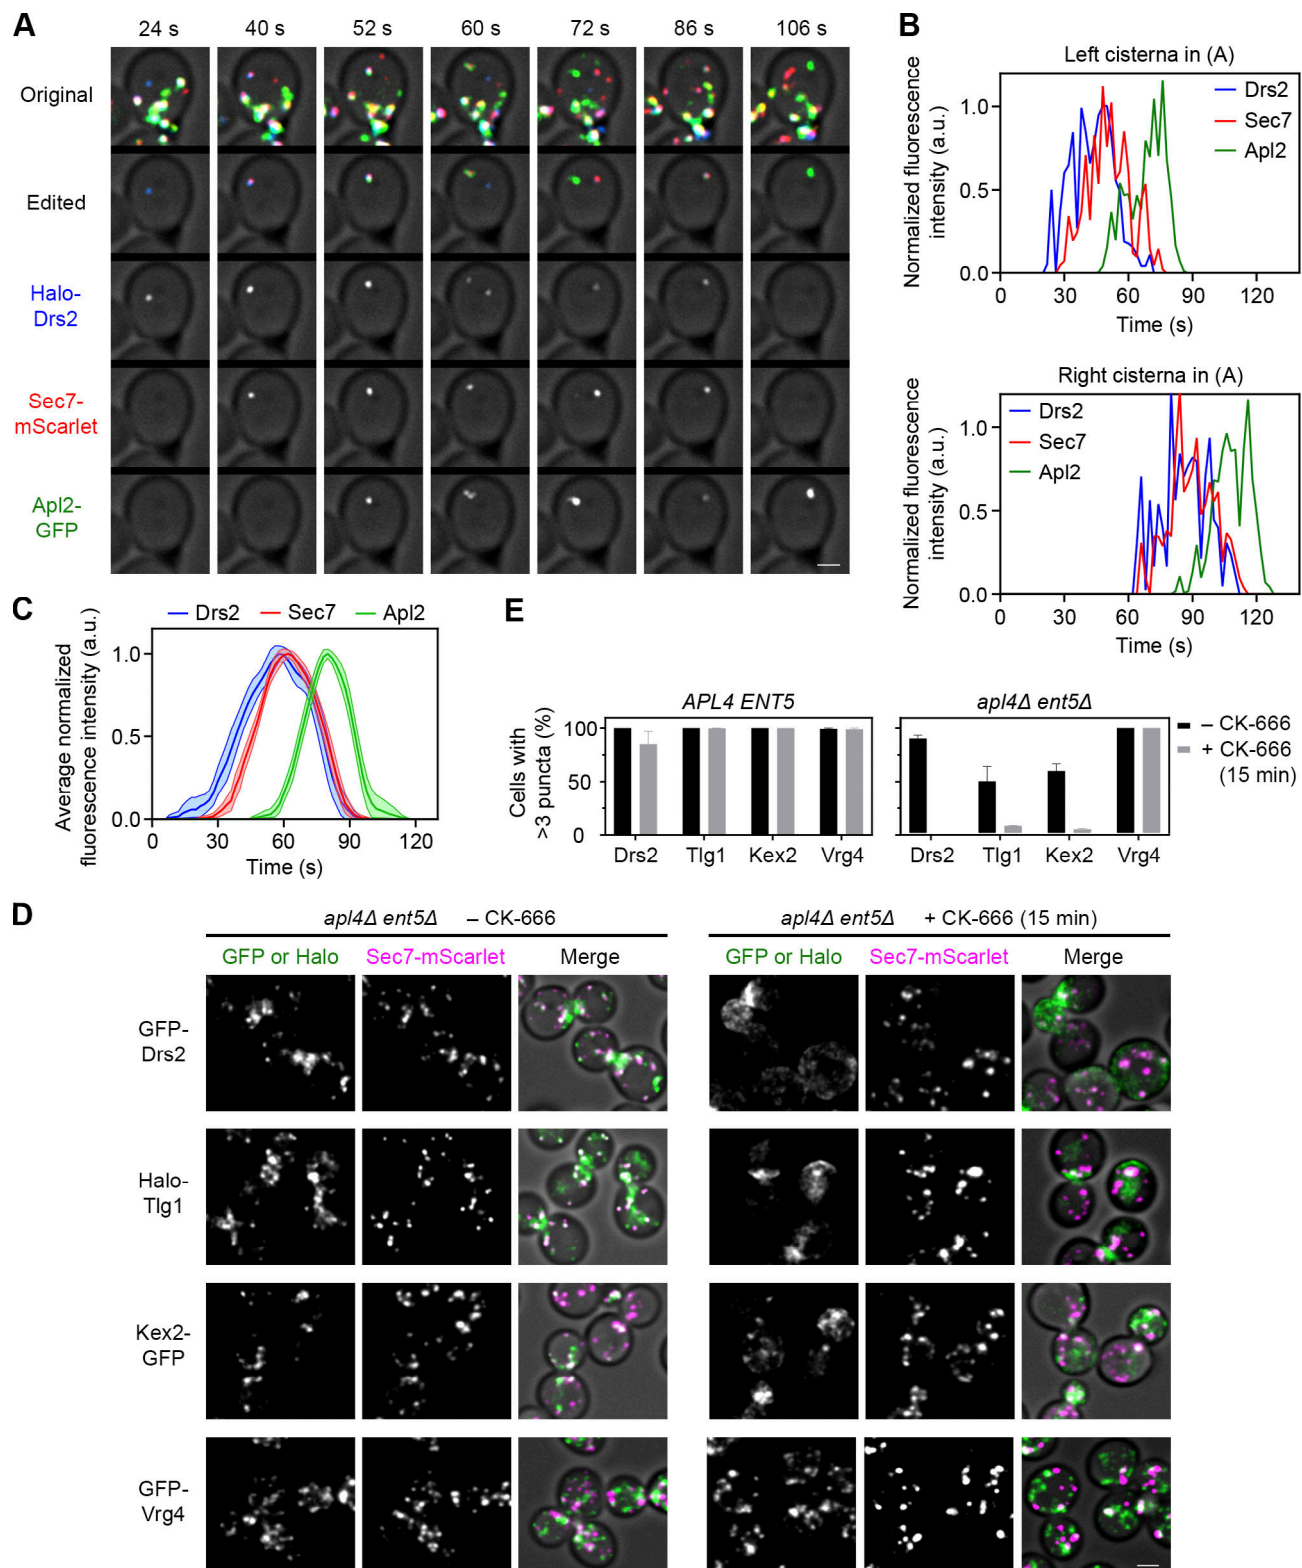 A
24 s 40 s 52 s 60 s 72 s 86 s 106 s
Original
Edited
Halo-
Drs2
Sec7-
mScarlet
Apl2-
GFP
B
Left cisterna in (A)
Normalized fluorescence
intensity (a.u.)
1.0
0.5
0.0
Drs2
Sec7
Apl2
0 30 60 90 120
Time (s)
Right cisterna in (A)
Normalized fluorescence
intensity (a.u.)
1.0
0.5
0.0
Drs2
Sec7
Apl2
0 30 60 90 120
Time (s)
C
Drs2 Sec7 Apl2
Average normalized
fluorescence intensity (a.u.)
1.0
0.5
0.0
0 30 60 90 120
Time (s)
E
APL4 ENT5
apl4Δ ent5Δ
Cells with
>3 puncta (%)
100
50
0
Drs2 Tlg1 Kex2 Vrg4
Drs2 Tlg1 Kex2 Vrg4
– CK-666
+ CK-666
(15 min)
D
apl4Δ ent5Δ – CK-666
apl4Δ ent5Δ + CK-666 (15 min)
GFP or Halo Sec7-mScarlet Merge
GFP or Halo Sec7-mScarlet Merge
GFP-
Drs2
Halo-
Tlg1
Kex2-
GFP
GFP-
Vrg4